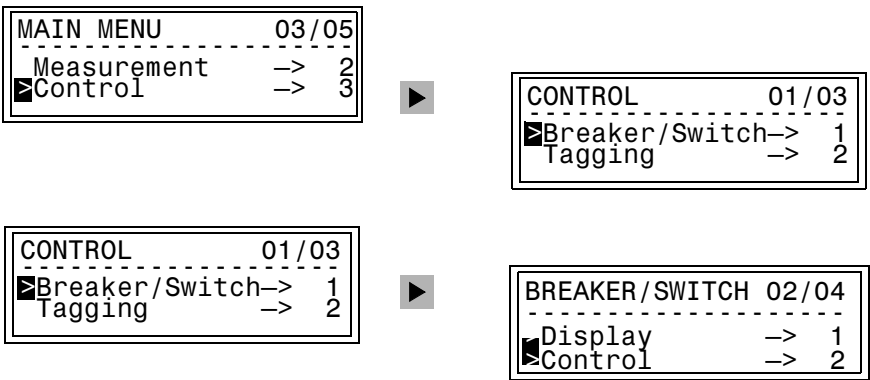 MAIN MENU 03/05
---------------------
Measurement —> 2
>Control —> 3
CONTROL 01/03
---------------------
>Breaker/Switch—> 1
Tagging —> 2
CONTROL 01/03
---------------------
>Breaker/Switch—> 1
Tagging —> 2
BREAKER/SWITCH 02/04
---------------------
Display —> 1
>Control —> 2